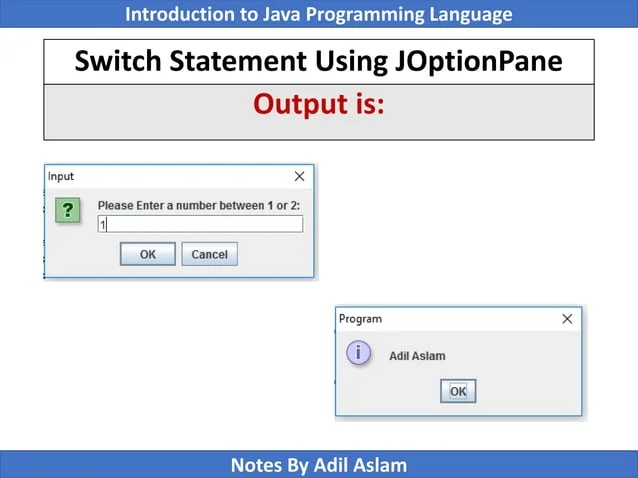 Introduction to Java Programming Language
Switch Statement Using JOptionPane
Output is:
Input
Please Enter a number between 1 or 2:
1
OK
Cancel
Program
Adil Aslam
OK
Notes By Adil Aslam